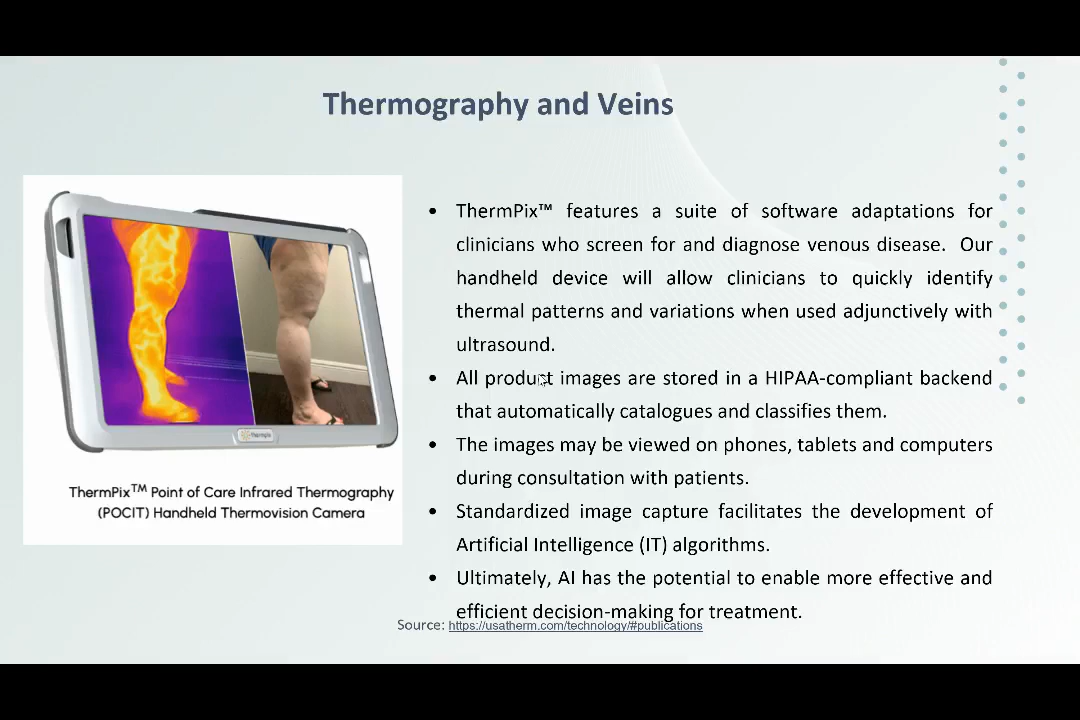 Thermography and Veins
thermpix
ThermPix™ Point of Care Infrared Thermography
(POCIT) Handheld Thermovision Camera
• ThermPix™ features a suite of software adaptations for
clinicians who screen for and diagnose venous disease. Our
handheld device will allow clinicians to quickly identify
thermal patterns and variations when used adjunctively with
ultrasound.
• All product images are stored in a HIPAA-compliant backend
that automatically catalogues and classifies them.
• The images may be viewed on phones, tablets and computers
during consultation with patients.
• Standardized image capture facilitates the development of
Artificial Intelligence (IT) algorithms.
• Ultimately, AI has the potential to enable more effective and
efficient decision-making for treatment.
Source: https://usatherm.com/technology/#publications